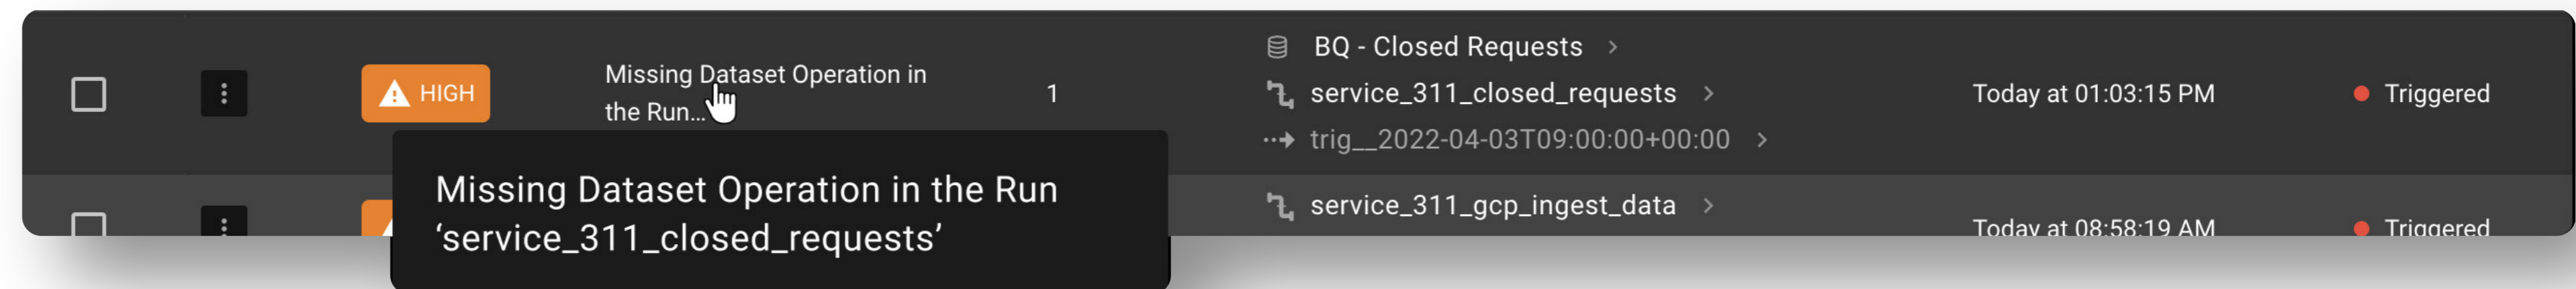 HIGH
Missing Dataset Operation in
the Run...
1
BQ - Closed Requests
service_311_closed_requests
trig__2022-04-03T09:00:00+00:00
Today at 01:03:15 PM
Triggered
Missing Dataset Operation in the Run
‘service_311_closed_requests’
service_311_gcp_ingest_data
Today at 08:58:19 AM
Triggered